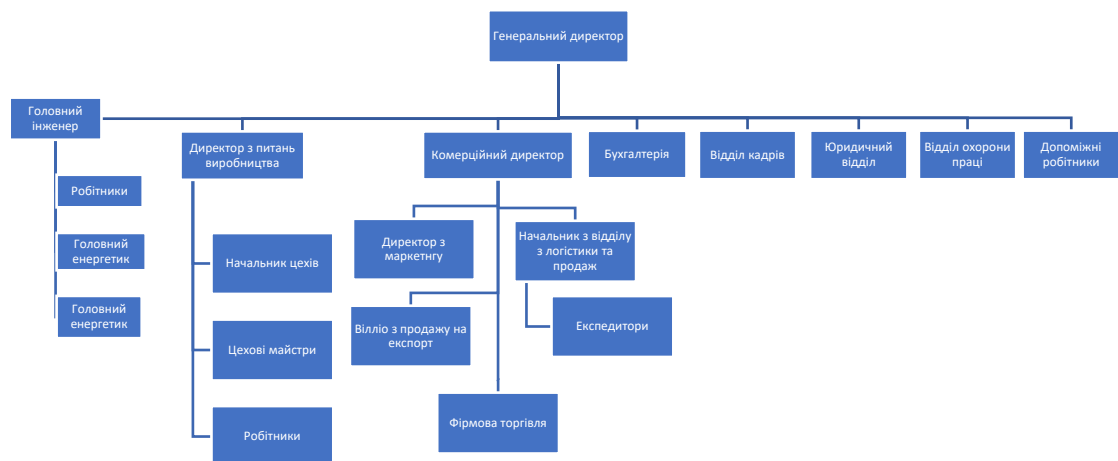 Генеральний директор
Головний
інженер
Директор з питань
виробництва
Комерційний директор
Бухгалтерія
Відділ кадрів
Юридичний
відділ
Відділ охорони
праці
Допоміжні
робітники
Робітники
Головний
енергетик
Головний
енергетик
Начальник цехів
Цехові майстри
Робітники
Директор з
маркетнгу
Начальник з відділу
з логістики та
продаж
Вілліо з продажу на
експорт
Експедитори
Фірмова торгівля